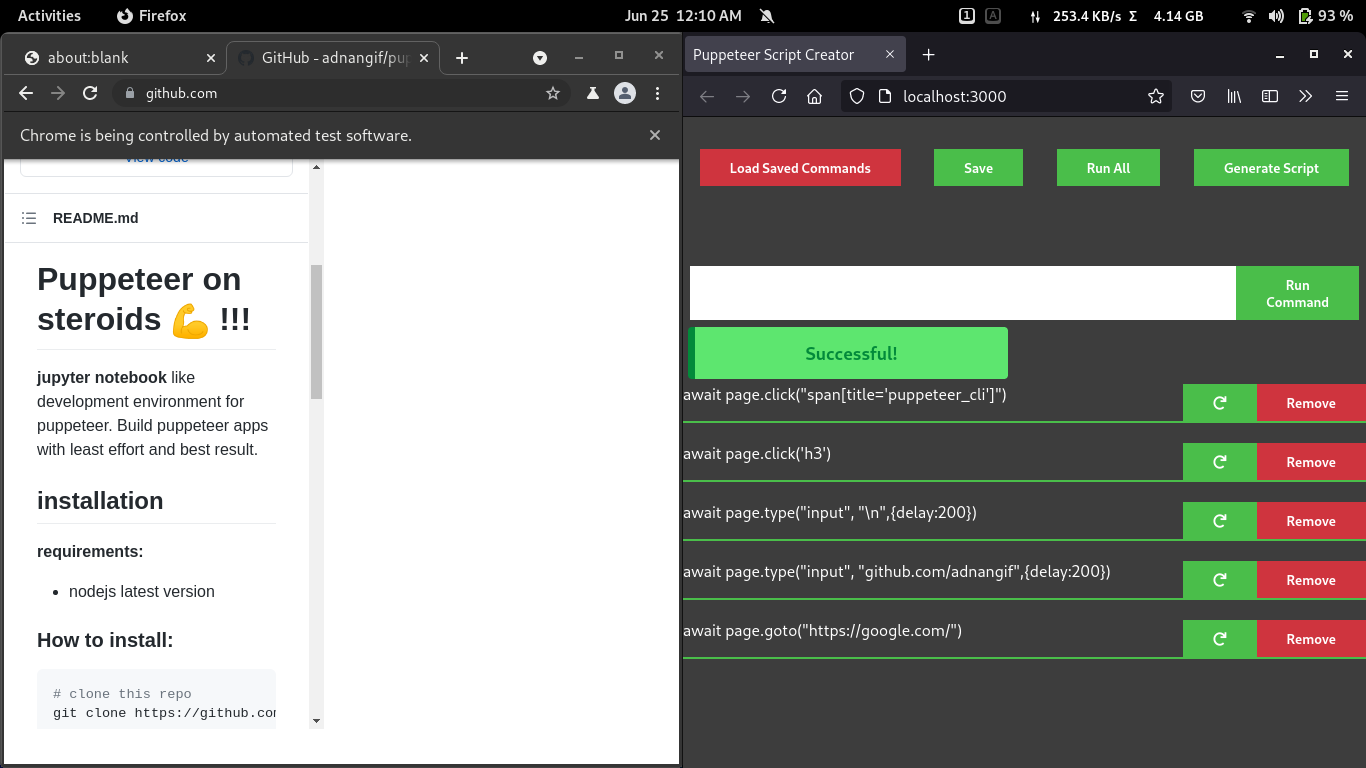 Activities Firefox Jun 25 12:10 AM 1 A 253.4 KB/s Σ 4.14 GB 93 %
about:blank GitHub - adnangif/pup
github.com
Chrome is being controlled by automated test software.
View code
README.md
Puppeteer on
steroids 💪 !!!
jupyter notebook like
development environment for
puppeteer. Build puppeteer apps
with least effort and best result.
installation
requirements:
• nodejs latest version
How to install:
# clone this repo
git clone https://github.com
Puppeteer Script Creator
localhost:3000
Load Saved Commands Save Run All Generate Script
Run
Command
Successful!
await page.click("span[title='puppeteer_cli']") Remove
await page.click('h3') Remove
await page.type("input", "\n",{delay:200}) Remove
await page.type("input", "github.com/adnangif",{delay:200}) Remove
await page.goto("https://google.com/") Remove